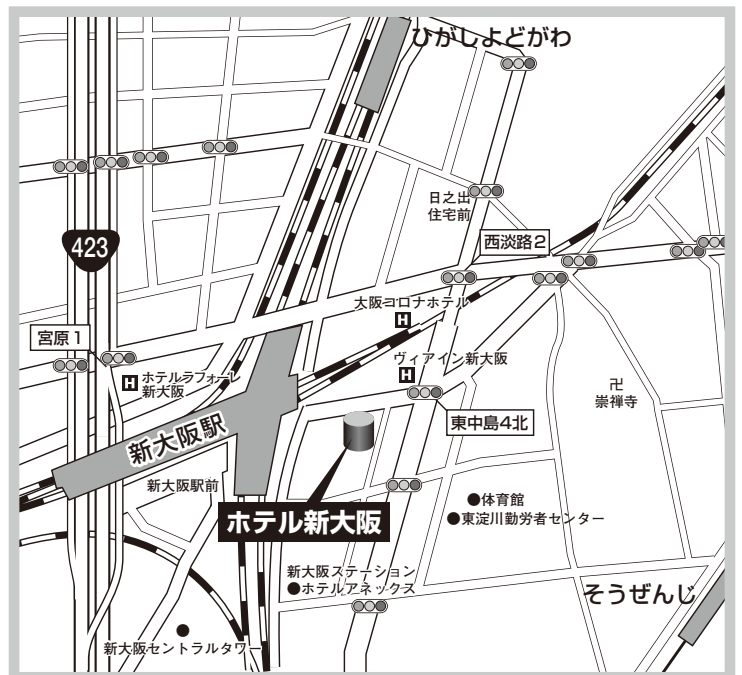 ひがしよどがわ
日之出
住宅前
423
西淡路2
大阪コロナホテル
H
宮原1
ヴィアイン新大阪
H
H
ホテルラフォーレ
新大阪
卍
崇禅寺
東中島4北
新大阪駅
新大阪駅前
●体育館
●東淀川勤労者センター
ホテル新大阪
新大阪ステーション
●ホテルアネックス
そうぜんじ
新大阪セントラルタワー